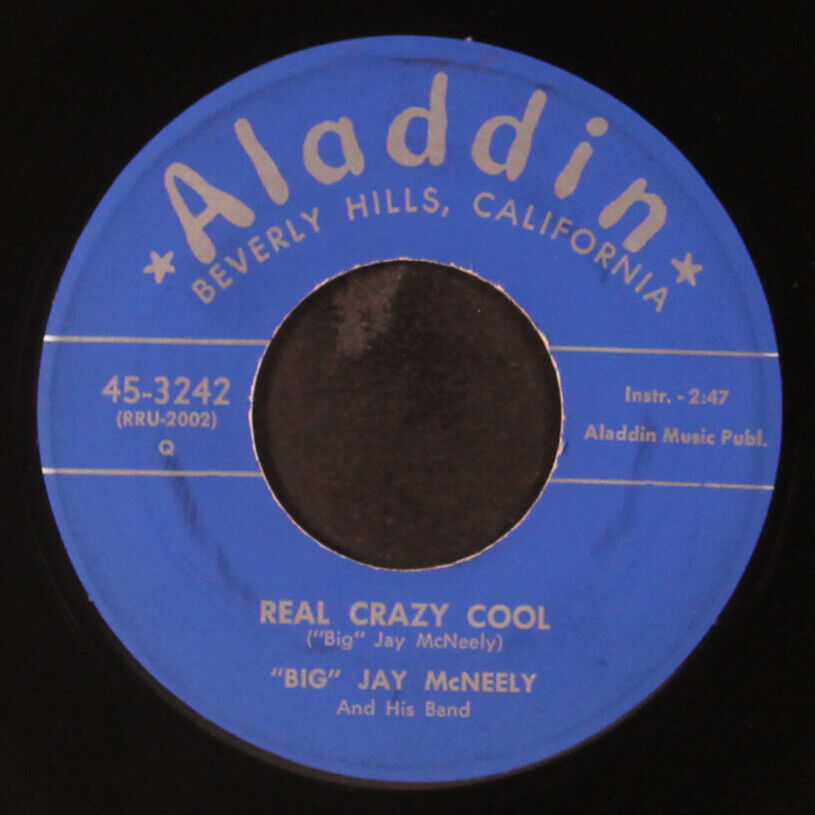 Aladdin
BEVERLY HILLS, CALIFORNIA
45-3242
(RRU-2002)
Q
Instr. - 2:47
Aladdin Music Publ.
REAL CRAZY COOL
("Big" Jay McNeely)
"BIG" JAY McNEELY
And His Band